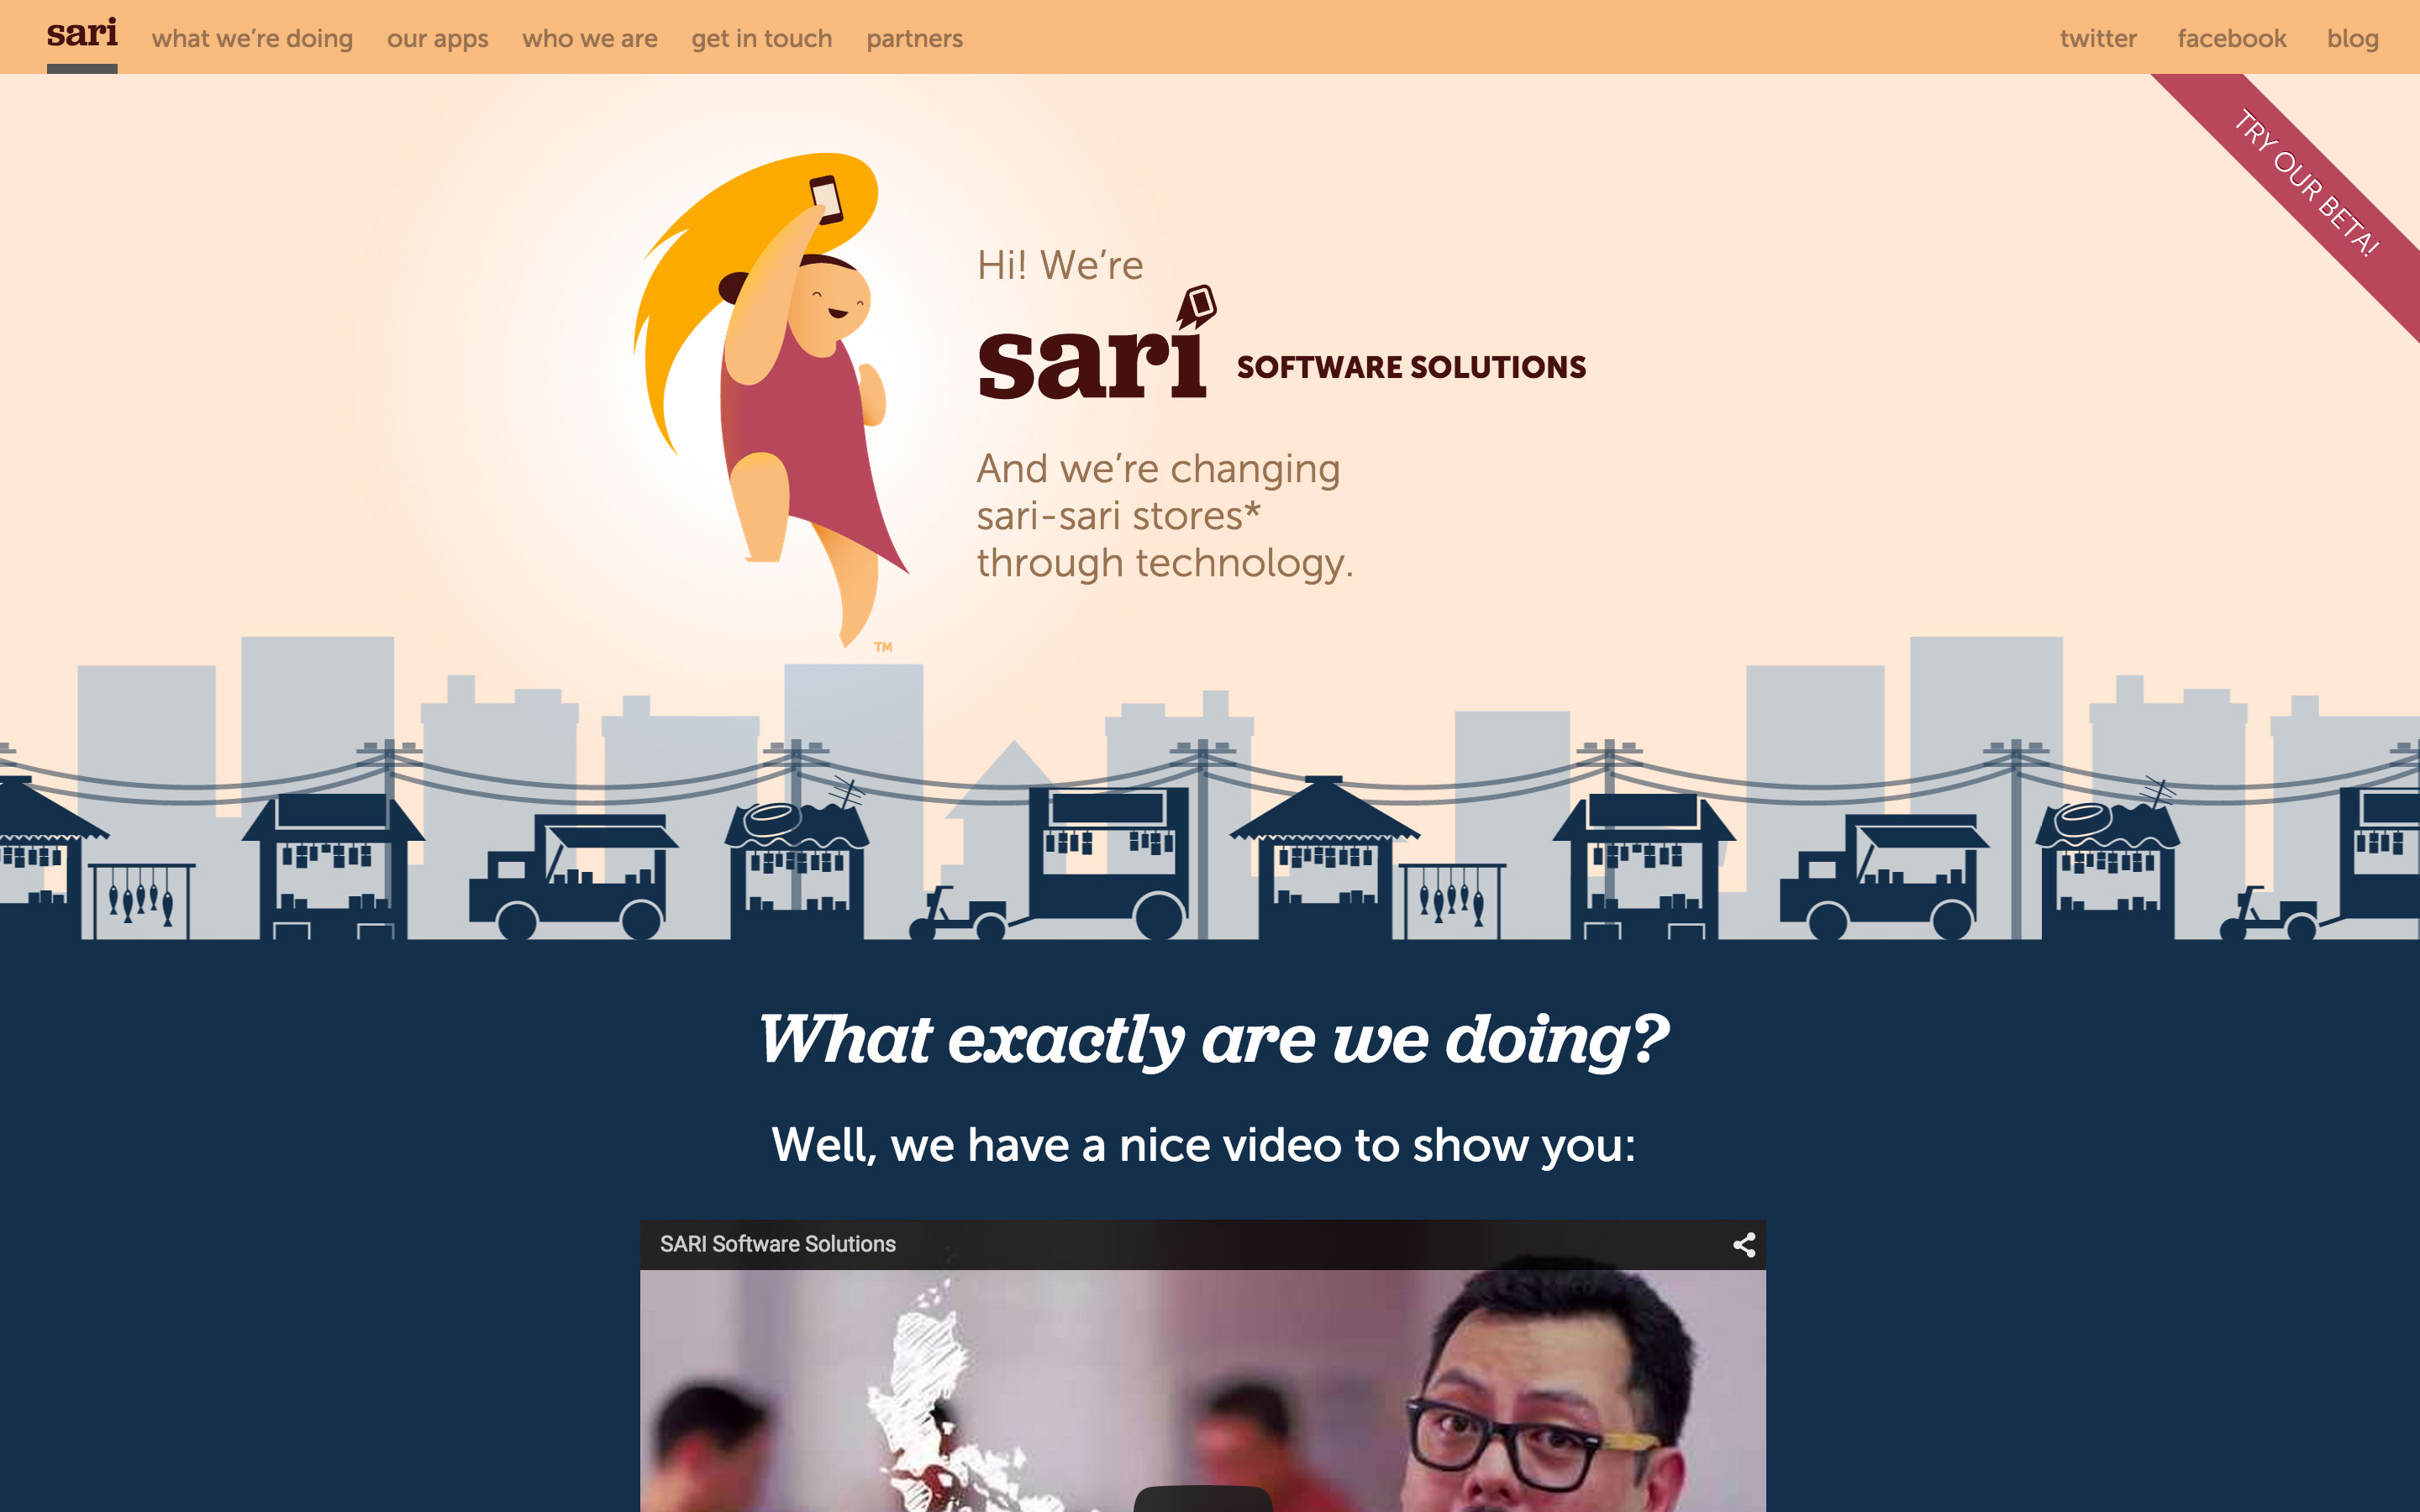 sari what we're doing our apps who we are get in touch partners twitter facebook blog
TRY OUR BETA!
Hi! We're
sari SOFTWARE SOLUTIONS
And we're changing
sari-sari stores*
through technology.
TM
What exactly are we doing?
Well, we have a nice video to show you:
SARI Software Solutions